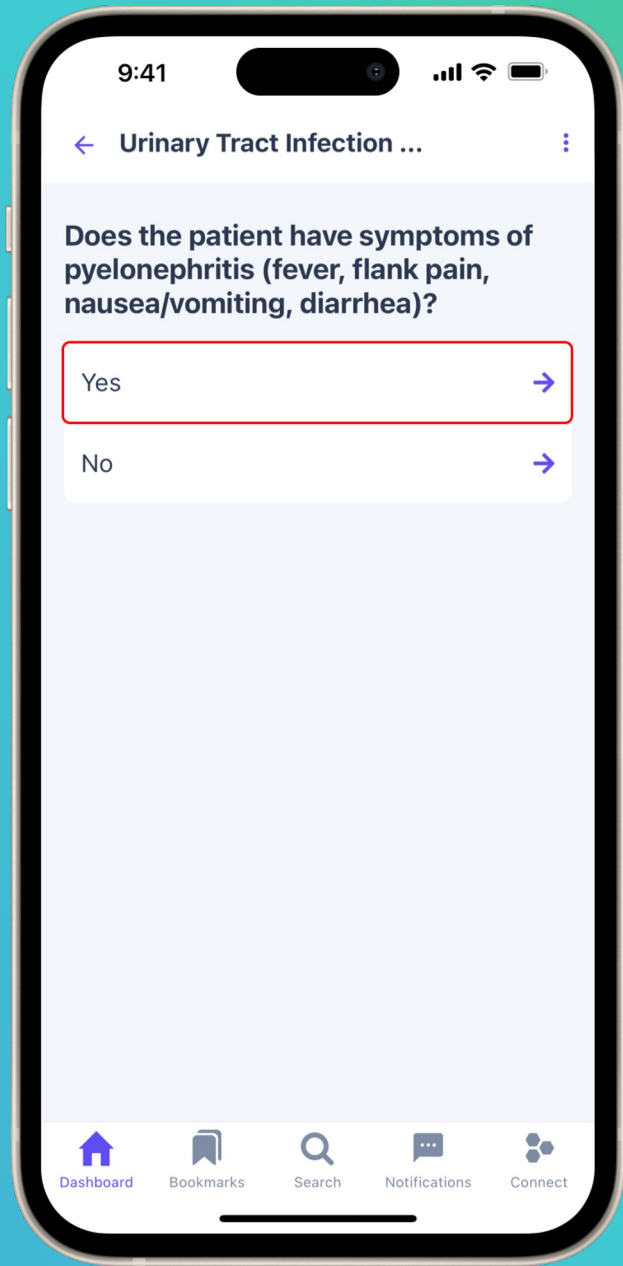 9:41
Urinary Tract Infection ...
Does the patient have symptoms of
pyelonephritis (fever, flank pain,
nausea/vomiting, diarrhea)?
Yes
No
Dashboard Bookmarks Search Notifications Connect